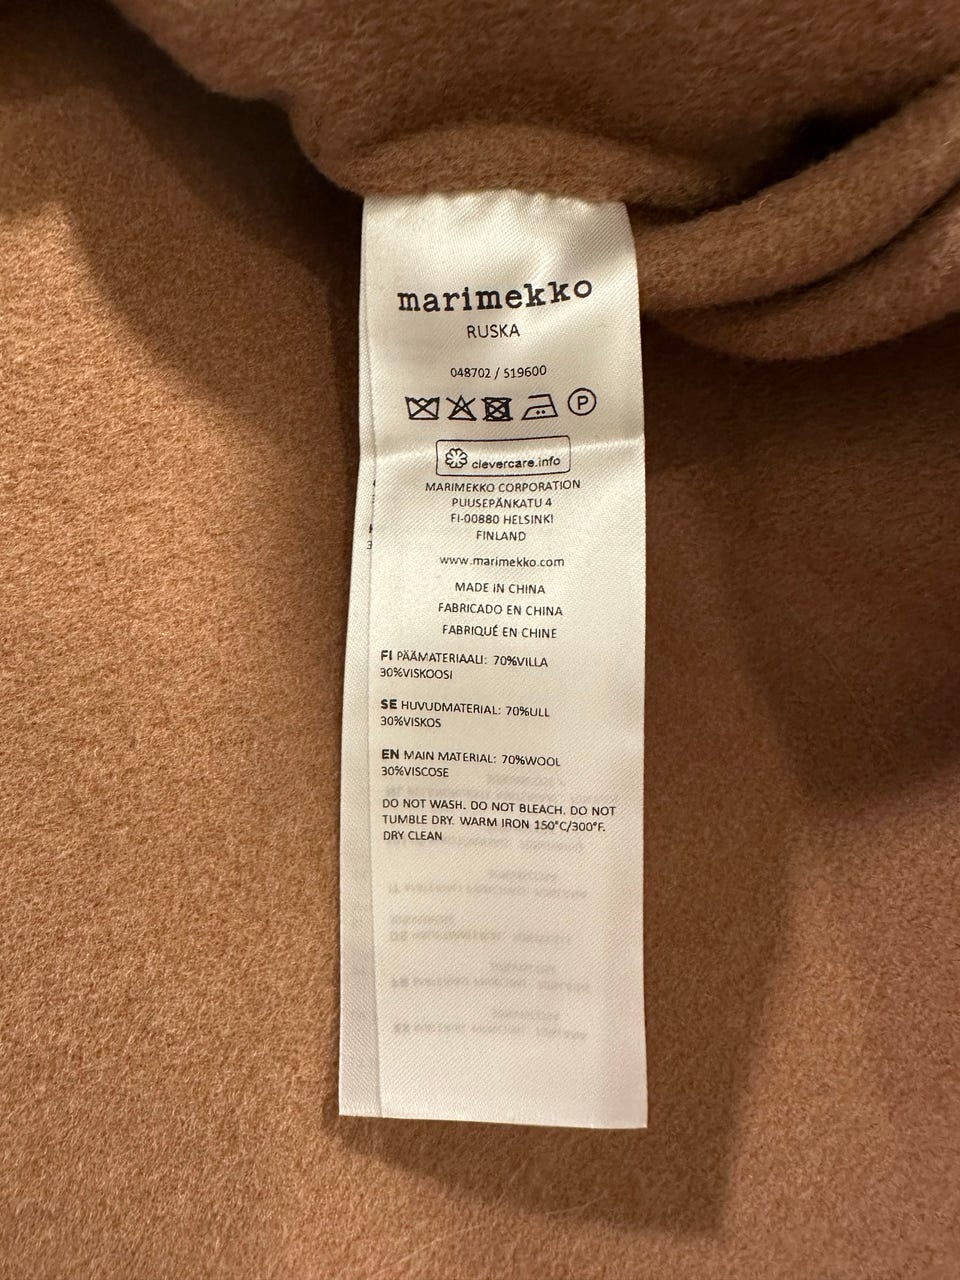 marimekko
RUSKA
048702 / 519600
P
clevercare.info
MARIMEKKO CORPORATION
PUUSEPÄNKATU 4
FI-00880 HELSINKI
FINLAND
www.marimekko.com
MADE IN CHINA
FABRICADO EN CHINA
FABRIQUÉ EN CHINE
FI PÄÄMATERIAALI: 70%VILLA
30%VISKOOSI
SE HUVUDMATERIAL: 70%ULL
30%VISKOS
EN MAIN MATERIAL: 70%WOOL
30%VISCOSE
DO NOT WASH. DO NOT BLEACH. DO NOT
TUMBLE DRY. WARM IRON 150°C/300°F.
DRY CLEAN